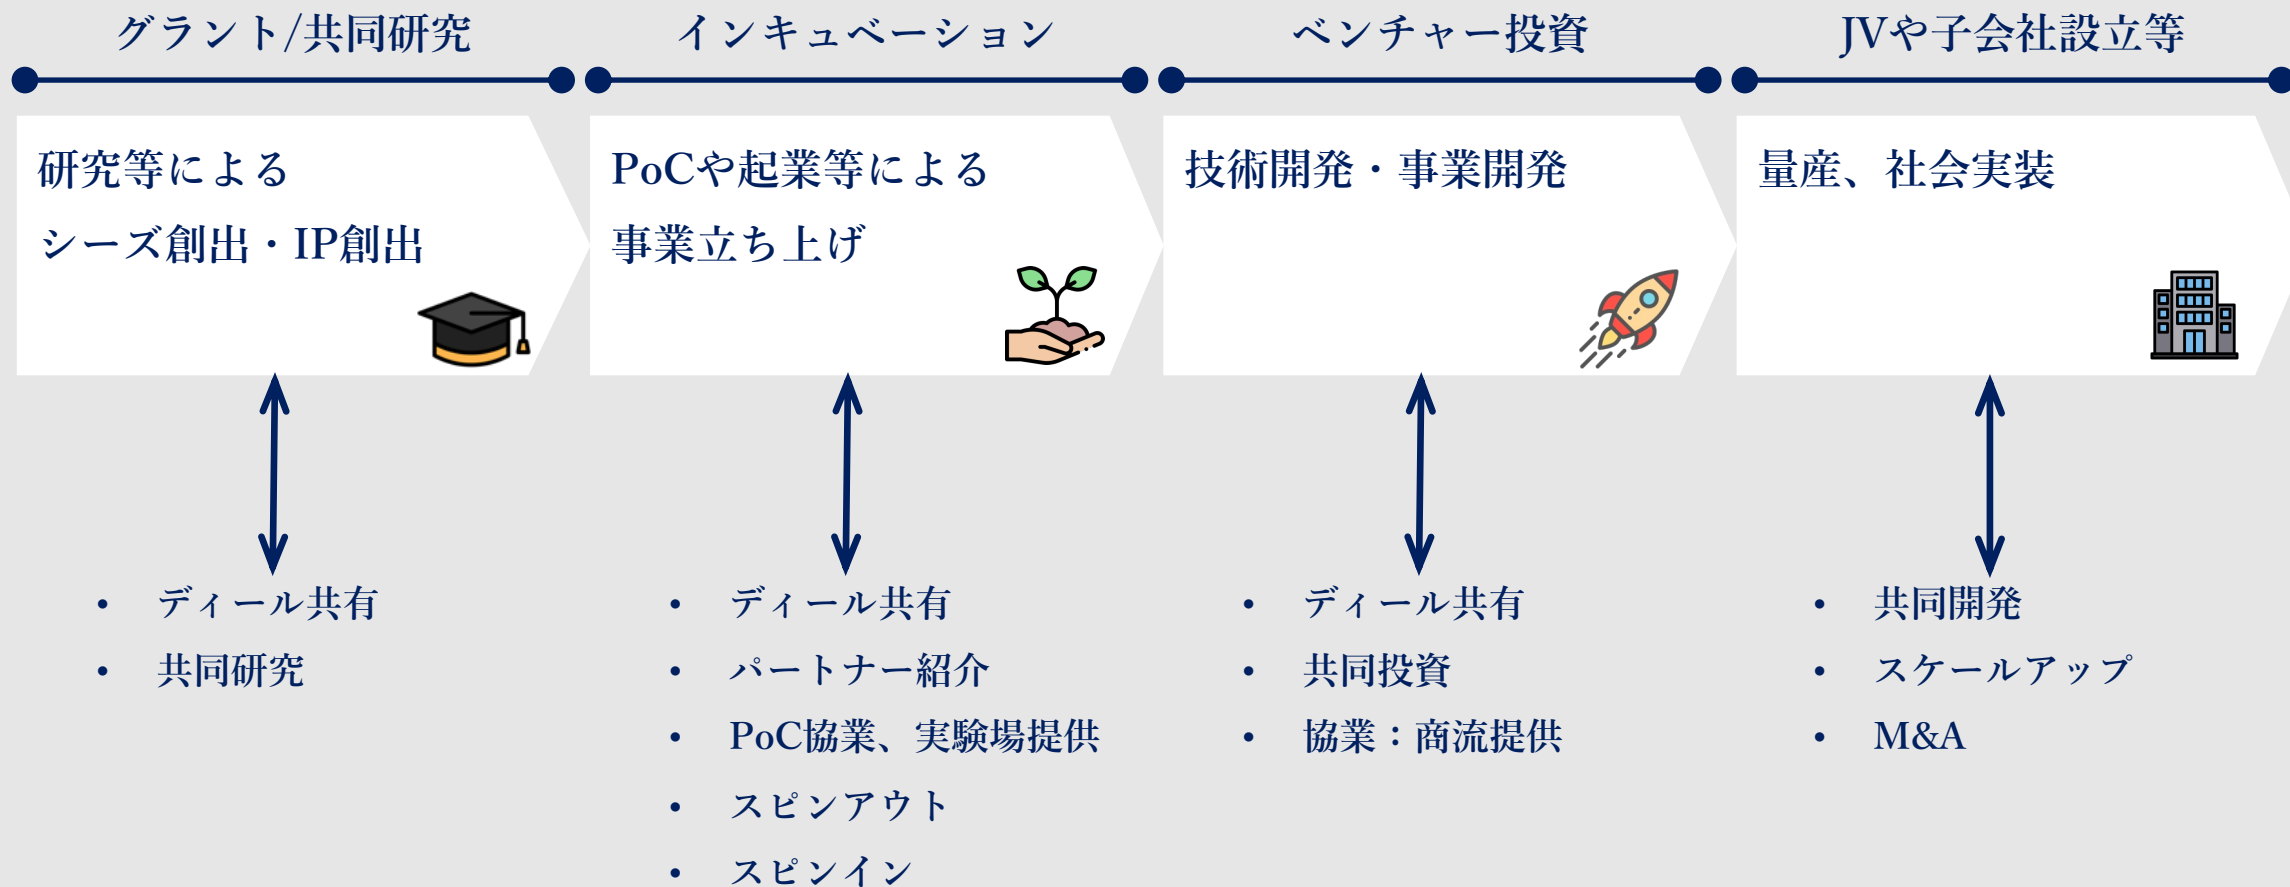 グラント/共同研究
インキュベーション
ベンチャー投資
JVや子会社設立等
研究等による
シーズ創出・IP創出
PoCや起業等による
事業立ち上げ
技術開発・事業開発
量産、社会実装
• ディール共有
• 共同研究
• ディール共有
• パートナー紹介
• PoC協業、実験場提供
• スピンアウト
• スピンイン
• ディール共有
• 共同投資
• 協業：商流提供
• 共同開発
• スケールアップ
• M&A